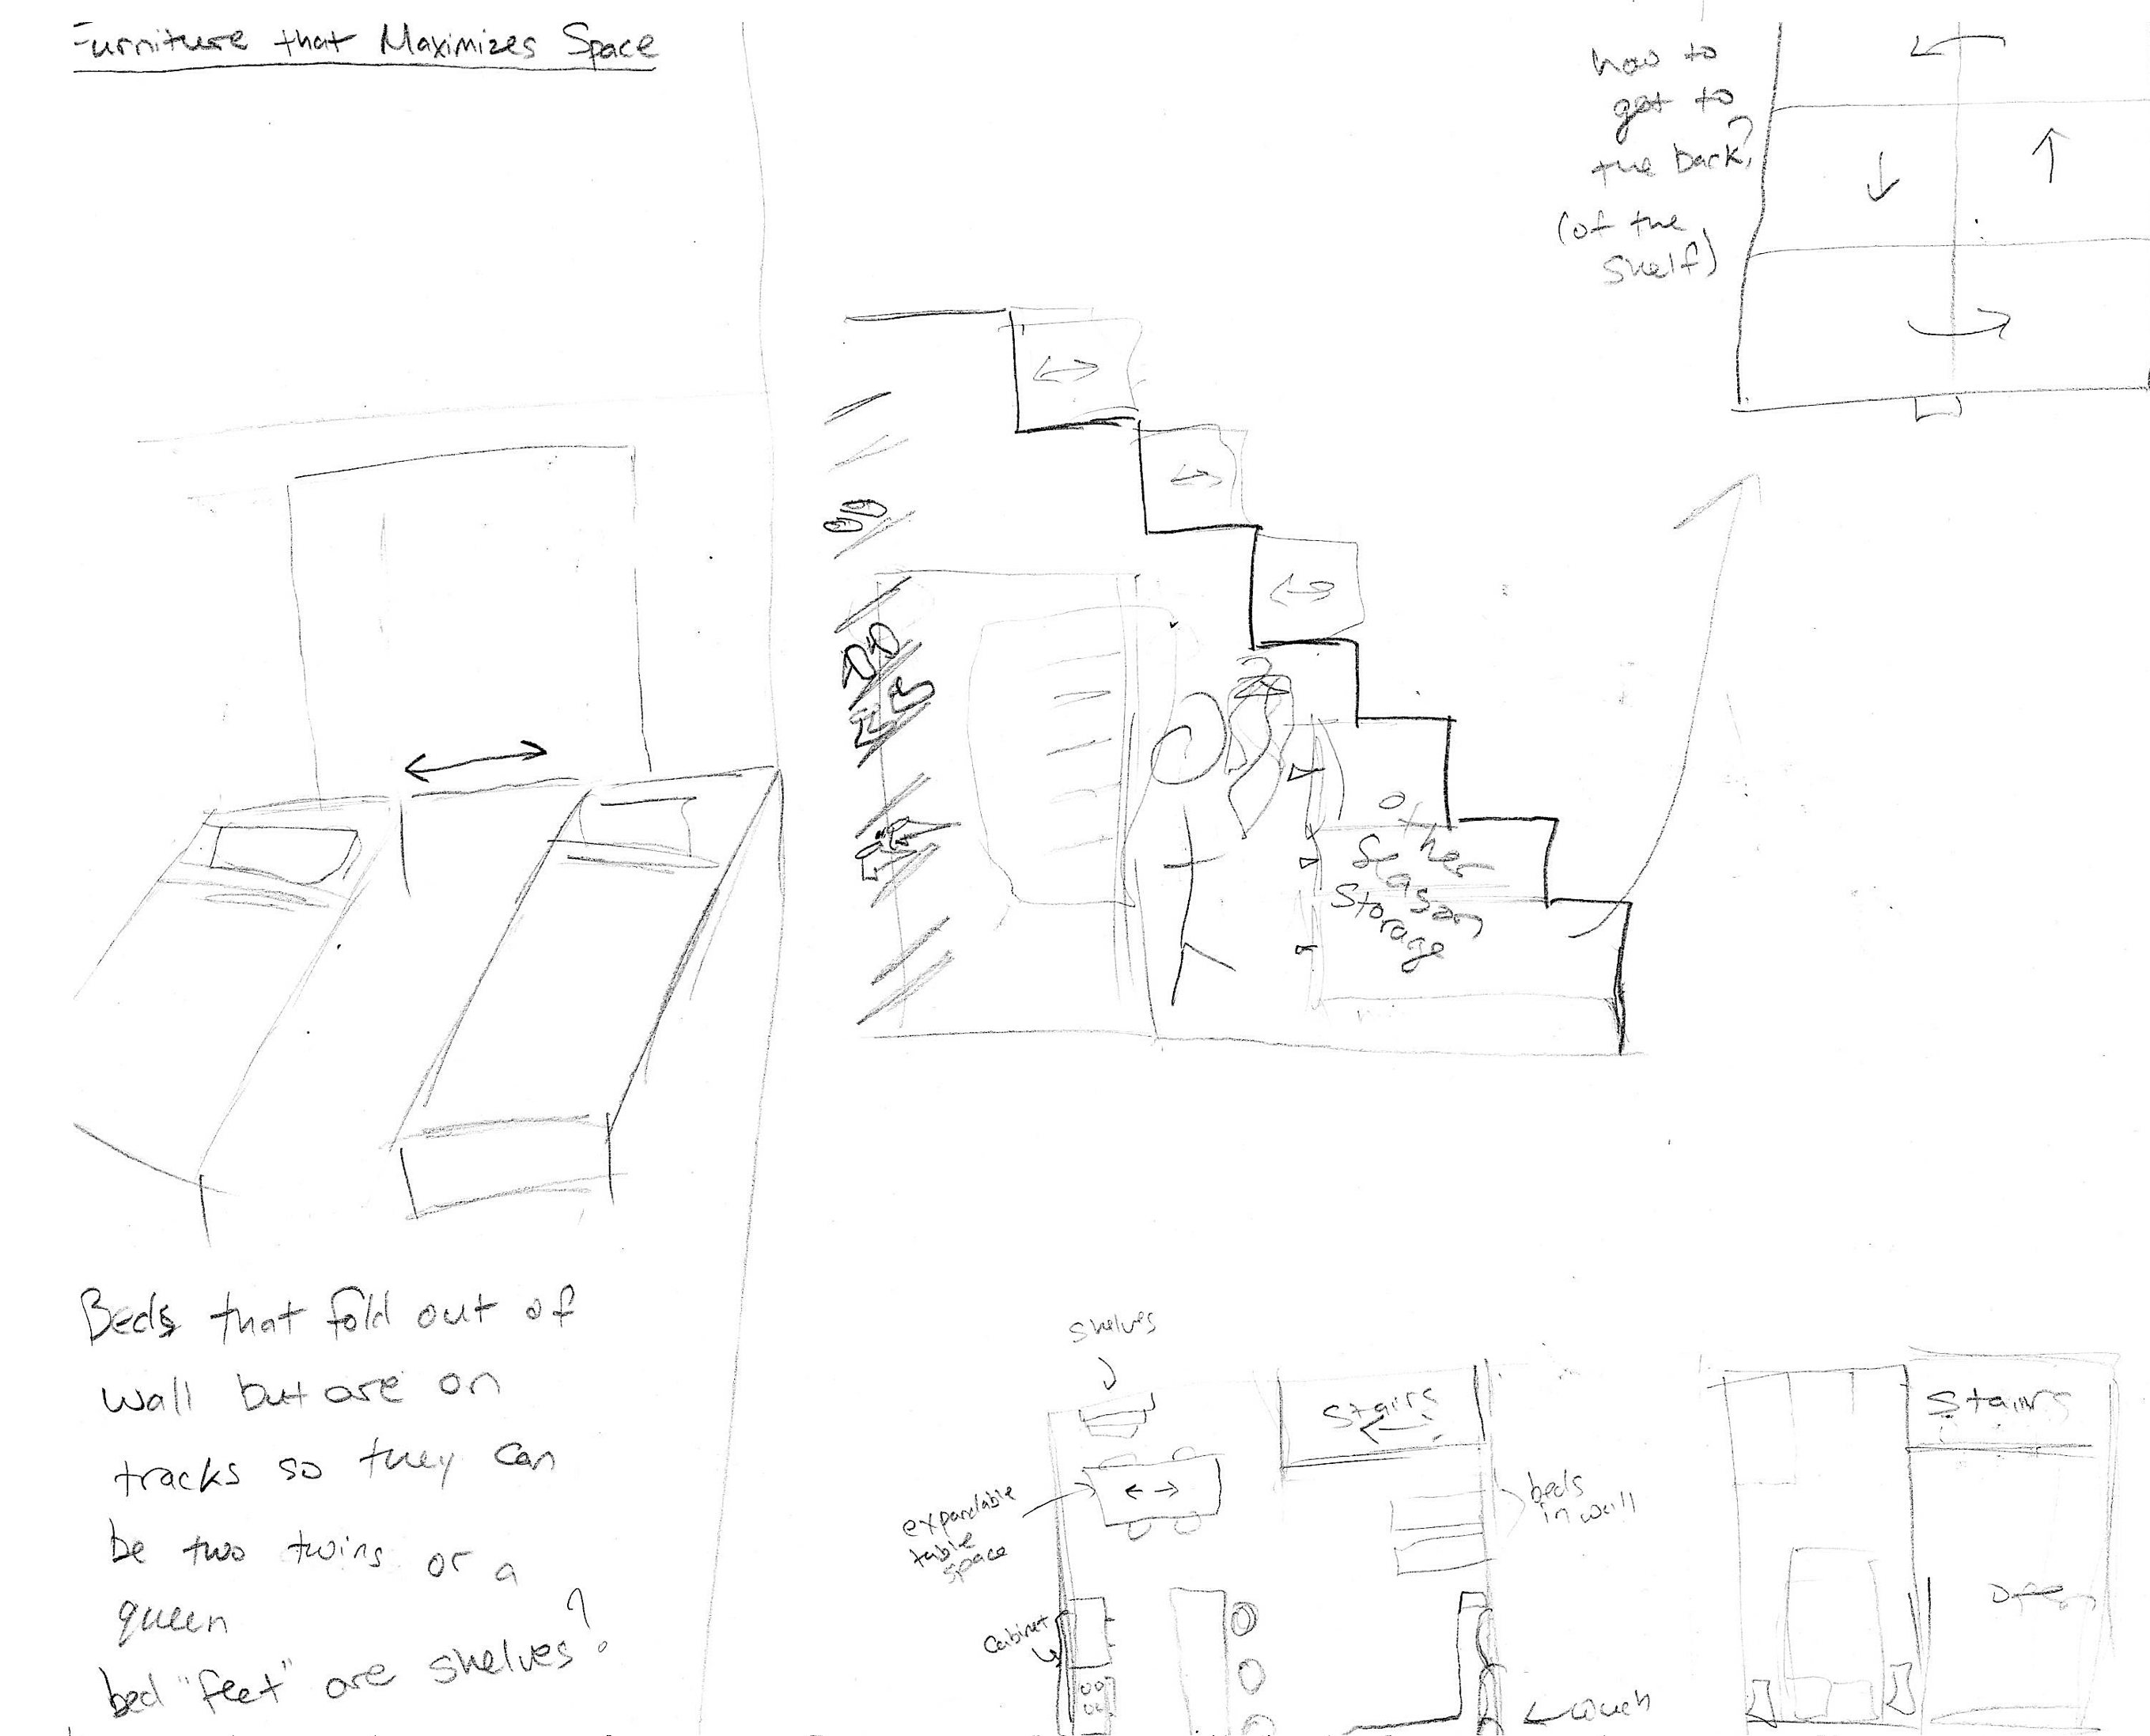 Furniture that Maximizes Space
how to
get to
the back?
(of the
shelf)
other
Season
Storage
Beds that fold out of
wall but are on
tracks so they can
be two twins or a
queen
bed "feet" are shelves?
shelves
Stairs
expandable
table
space
beds
in wall
Cabinet
couch
Stairs
open